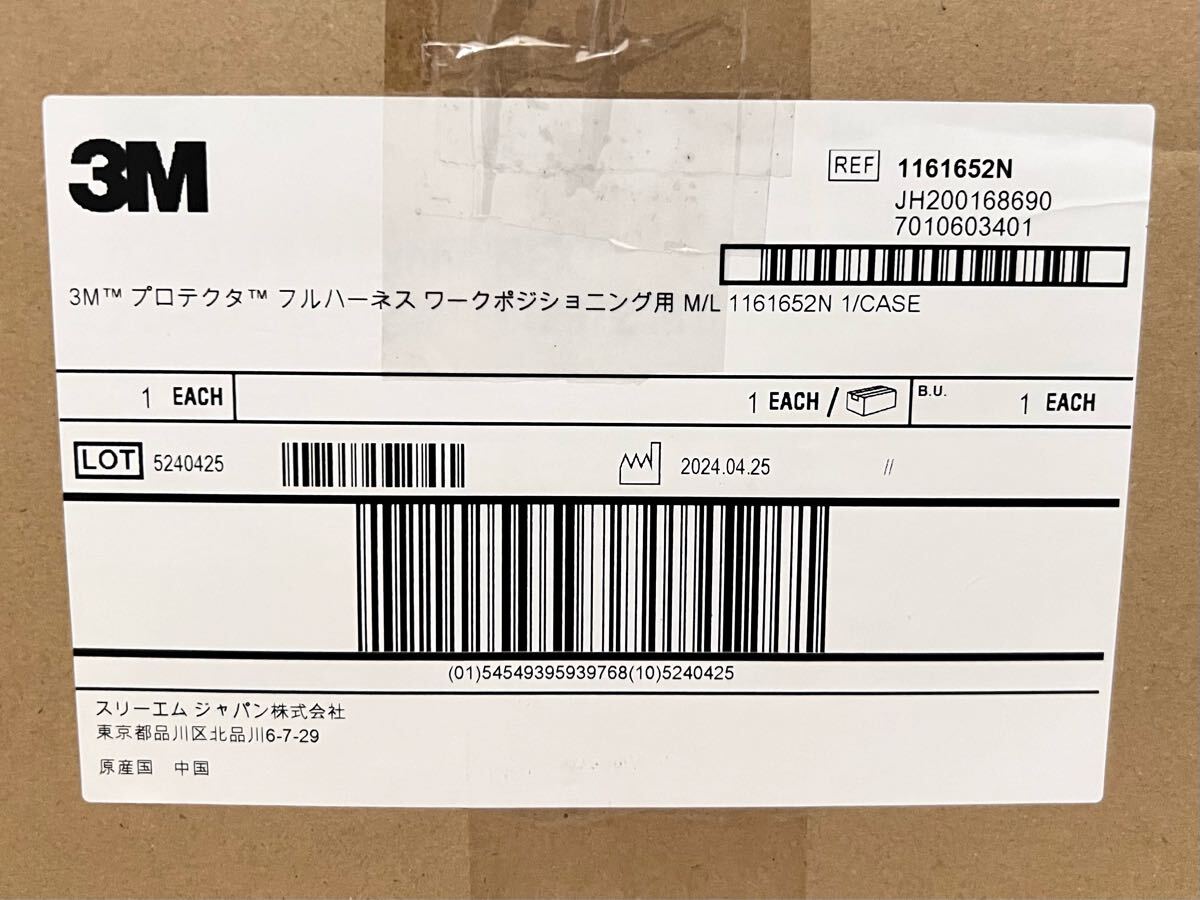 3M
REF 1161652N
JH200168690
7010603401
3M™ プロテクタ™ フルハーネス ワークポジショニング用 M/L 1161652N 1/CASE
1 EACH
1 EACH /
B.U. 1 EACH
LOT 5240425
2024.04.25 //
(01)54549395939768(10)5240425
スリーエム ジャパン株式会社
東京都品川区北品川6-7-29
原産国 中国